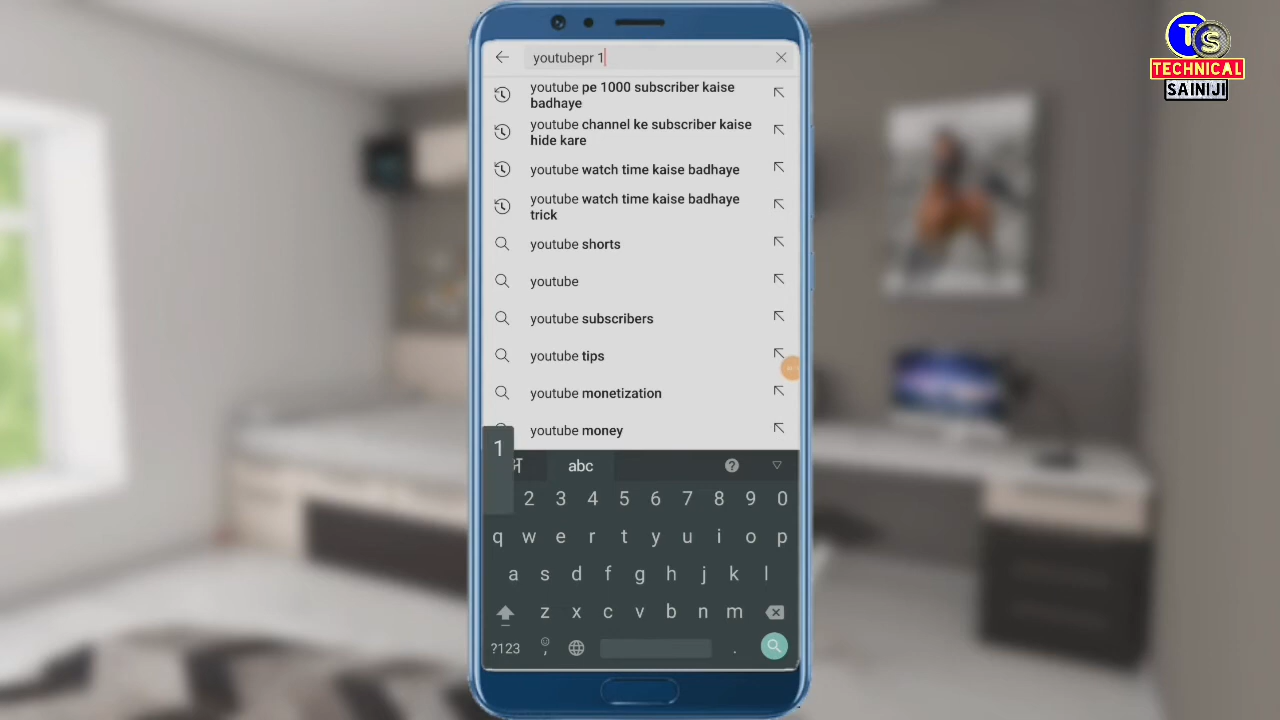 TS
TECHNICAL
SAINIJI
youtubepr 1
youtube pe 1000 subscriber kaise
badhaye
youtube channel ke subscriber kaise
hide kare
youtube watch time kaise badhaye
youtube watch time kaise badhaye
trick
youtube shorts
youtube
youtube subscribers
youtube tips
youtube monetization
youtube money
1
abc ?
2 3 4 5 6 7 8 9 0
q w e r t y u i o p
a s d f g h j k l
z x c v b n m
?123 , .